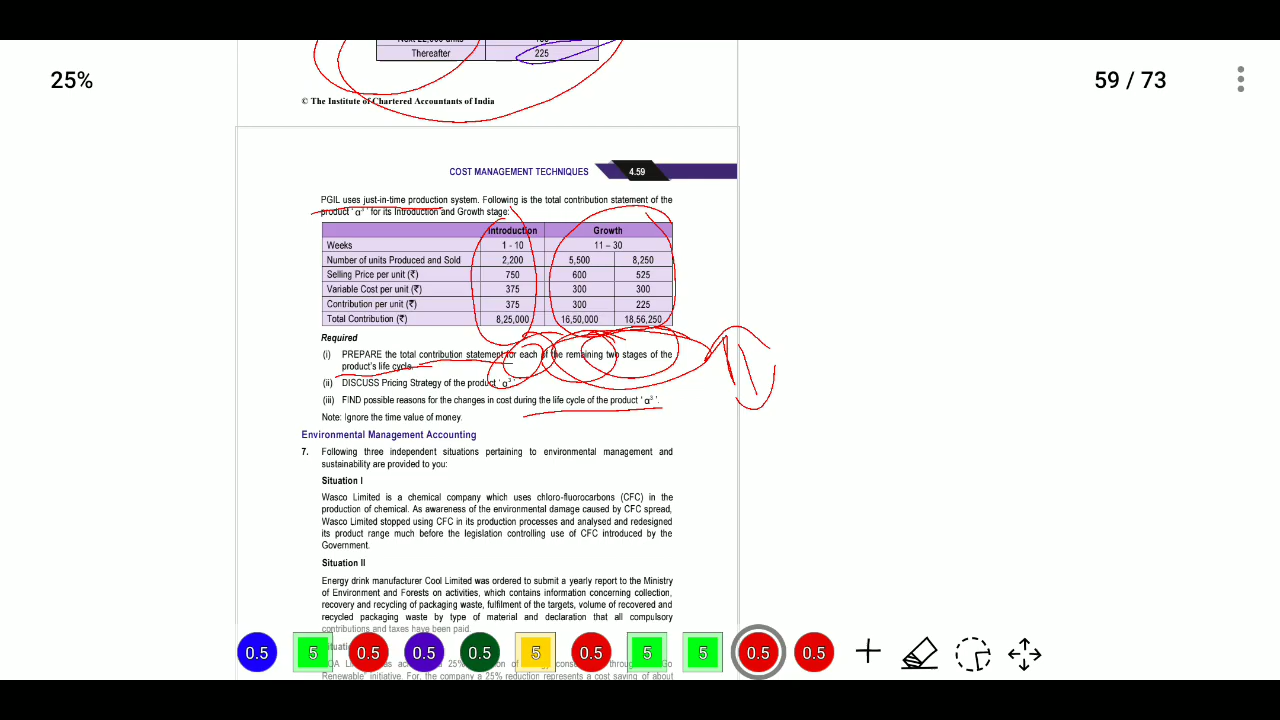 25%
59 / 73
Thereafter 225
© The Institute of Chartered Accountants of India
COST MANAGEMENT TECHNIQUES 4.59
PGIL uses just-in-time production system. Following is the total contribution statement of the
product ' α³ ' for its Introduction and Growth stage:
Introduction Growth
Weeks 1 - 10 11 – 30
Number of units Produced and Sold 2,200 5,500 8,250
Selling Price per unit (₹) 750 600 525
Variable Cost per unit (₹) 375 300 300
Contribution per unit (₹) 375 300 225
Total Contribution (₹) 8,25,000 16,50,000 18,56,250
Required
(i) PREPARE the total contribution statement for each of the remaining two stages of the
product's life cycle.
(ii) DISCUSS Pricing Strategy of the product ' α³ '.
(iii) FIND possible reasons for the changes in cost during the life cycle of the product ' α³ '.
Note: Ignore the time value of money.
Environmental Management Accounting
7. Following three independent situations pertaining to environmental management and
sustainability are provided to you:
Situation I
Wasco Limited is a chemical company which uses chloro-fluorocarbons (CFC) in the
production of chemical. As awareness of the environmental damage caused by CFC spread,
Wasco Limited stopped using CFC in its production processes and analysed and redesigned
its product range much before the legislation controlling use of CFC introduced by the
Government.
Situation II
Energy drink manufacturer Cool Limited was ordered to submit a yearly report to the Ministry
of Environment and Forests on activities, which contains information concerning collection,
recovery and recycling of packaging waste, fulfilment of the targets, volume of recovered and
recycled packaging waste by type of material and declaration that all compulsory
contributions and taxes have been paid.
0.5 5 0.5 0.5 0.5 5 0.5 5 5 0.5 0.5
Renewable' initiative. For, the company a 25% reduction represents a cost saving of about